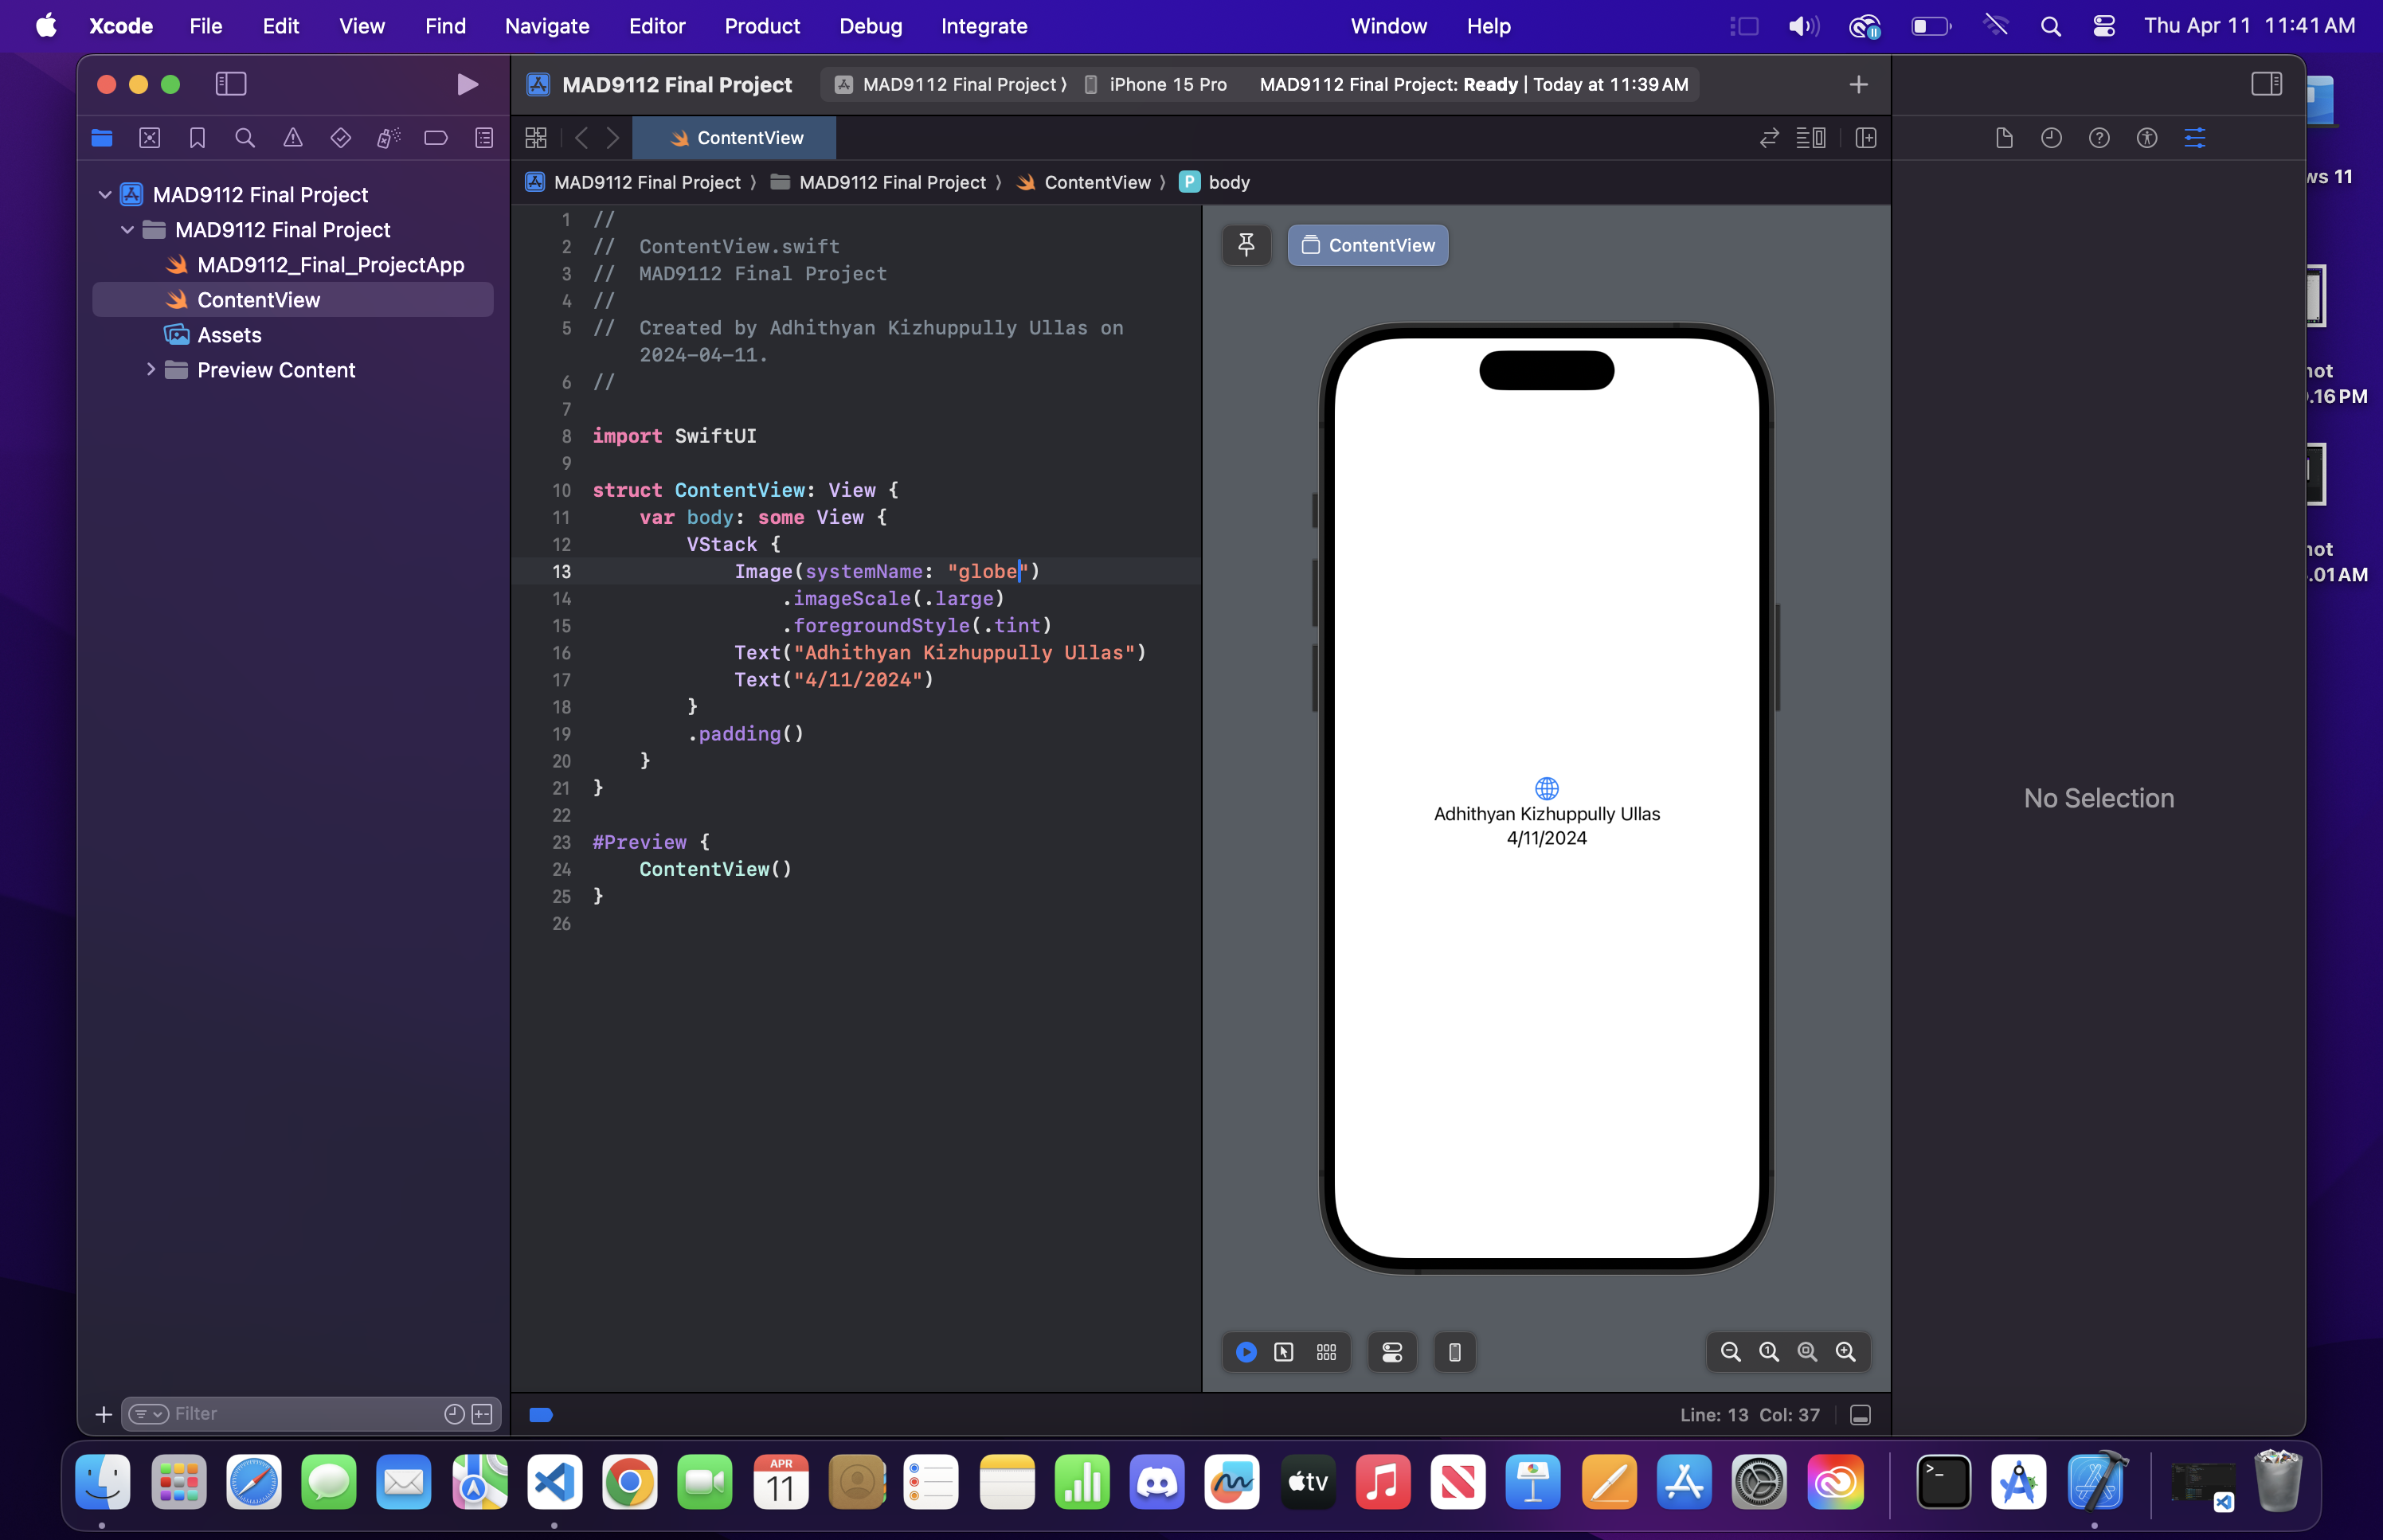 Xcode File Edit View Find Navigate Editor Product Debug Integrate Window Help Thu Apr 11 11:41 AM
MAD9112 Final Project MAD9112 Final Project ⟩ iPhone 15 Pro MAD9112 Final Project: Ready | Today at 11:39 AM
ContentView
MAD9112 Final Project ⟩ MAD9112 Final Project ⟩ ContentView ⟩ P body
MAD9112 Final Project
MAD9112 Final Project
MAD9112_Final_ProjectApp
ContentView
Assets
Preview Content
1 //
2 // ContentView.swift
3 // MAD9112 Final Project
4 //
5 // Created by Adhithyan Kizhuppully Ullas on
2024-04-11.
6 //
7
8 import SwiftUI
9
10 struct ContentView: View {
11 var body: some View {
12 VStack {
13 Image(systemName: "globe")
14 .imageScale(.large)
15 .foregroundStyle(.tint)
16 Text("Adhithyan Kizhuppully Ullas")
17 Text("4/11/2024")
18 }
19 .padding()
20 }
21 }
22
23 #Preview {
24 ContentView()
25 }
26
ContentView
Adhithyan Kizhuppully Ullas
4/11/2024
No Selection
ws 11
.16 PM
.01 AM
Filter
Line: 13 Col: 37
APR
11
tv